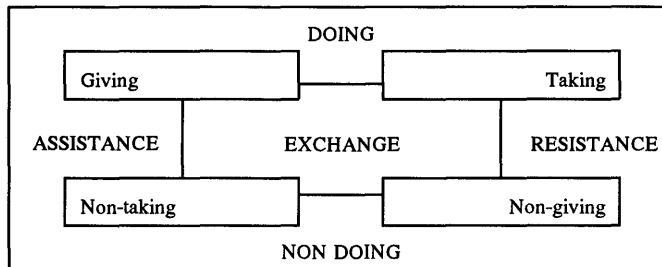 DOING
Giving Taking
ASSISTANCE EXCHANGE RESISTANCE
Non-taking Non-giving
NON DOING